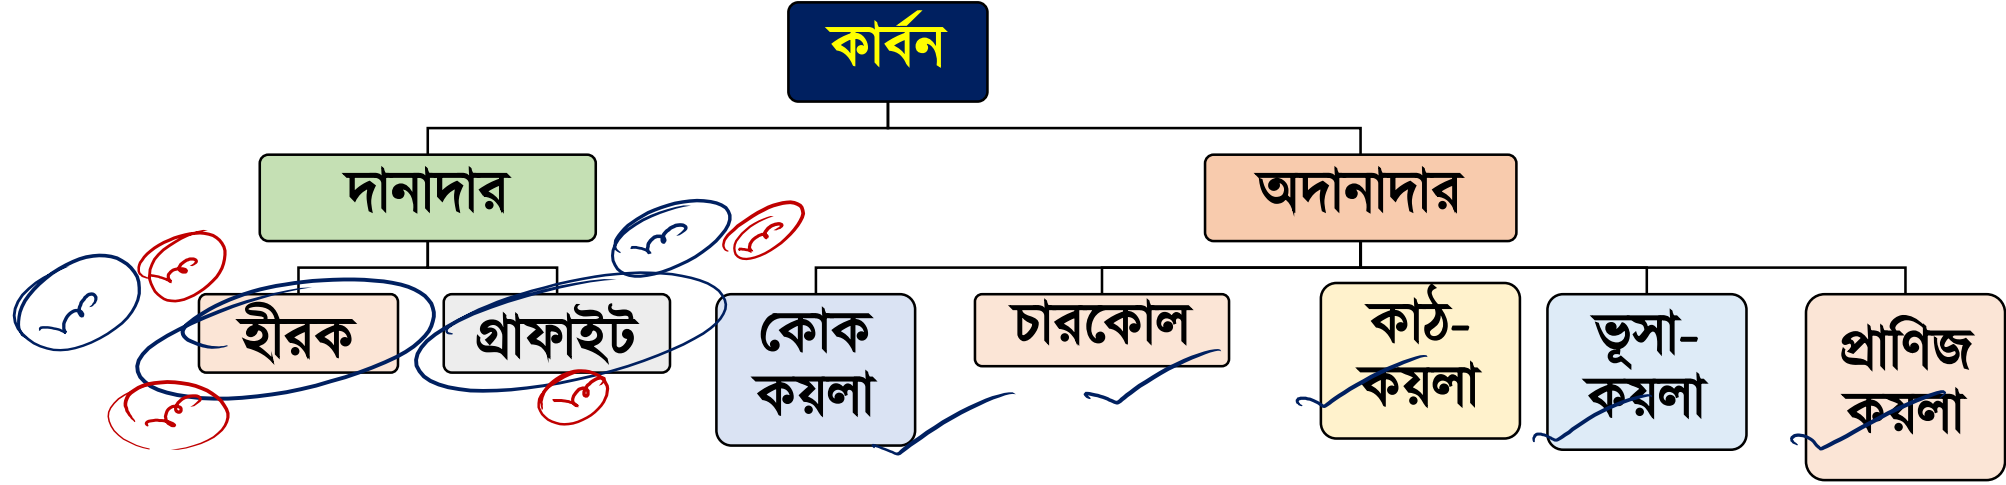 কার্বন
দানাদার
অদানাদার
হীরক
গ্রাফাইট
কোক
কয়লা
চারকোল
কাঠ-
কয়লা
ভূসা-
কয়লা
প্রাণিজ
কয়লা